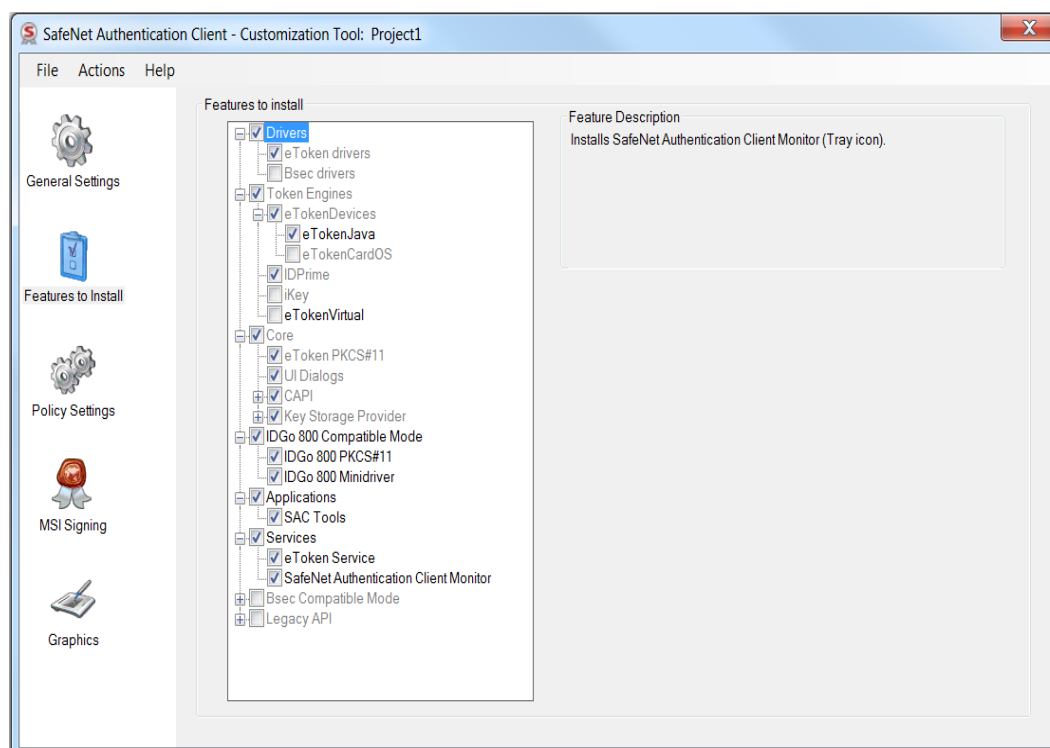 SafeNet Authentication Client - Customization Tool: Project1
X
File Actions Help
General Settings
Features to Install
Policy Settings
MSI Signing
Graphics
Features to install
Drivers
eToken drivers
Bsec drivers
Token Engines
eTokenDevices
eTokenJava
eTokenCardOS
IDPrime
iKey
eTokenVirtual
Core
eToken PKCS#11
UI Dialogs
CAPI
Key Storage Provider
IDGo 800 Compatible Mode
IDGo 800 PKCS#11
IDGo 800 Minidriver
Applications
SAC Tools
Services
eToken Service
SafeNet Authentication Client Monitor
Bsec Compatible Mode
Legacy API
Feature Description
Installs SafeNet Authentication Client Monitor (Tray icon).